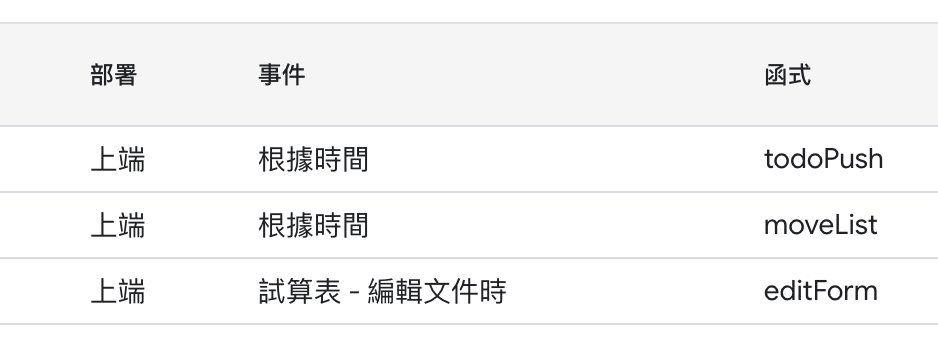 部署 事件 函式
上端 根據時間 todoPush
上端 根據時間 moveList
上端 試算表 - 編輯文件時 editForm